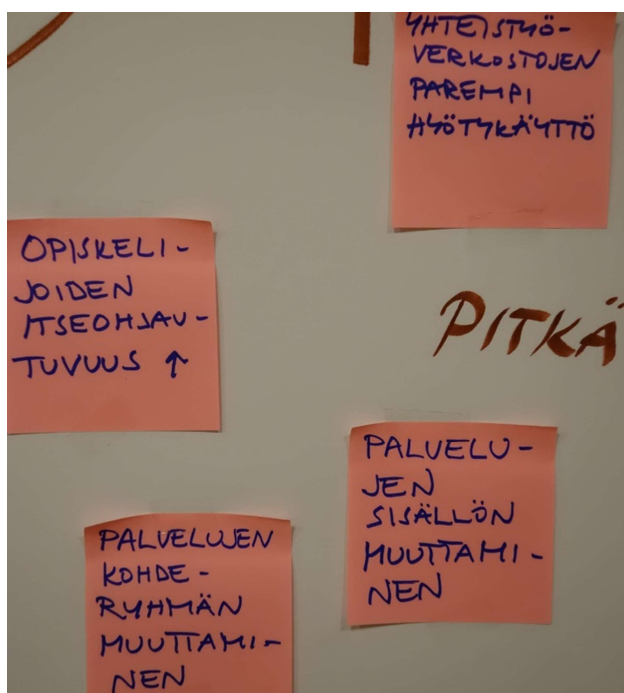 YHTEISTYÖ-
VERKOSTOJEN
PAREMPI
HYÖTYKÄYTTÖ
OPISKELI-
JOIDEN
ITSEOHJAU-
TUVUUS ↑
PITKÄ
PALVELU-
JEN
SISÄLLÖN
MUUTTAMI-
NEN
PALVELUJEN
KOHDE-
RYHMÄN
MUUTTAMI-
NEN